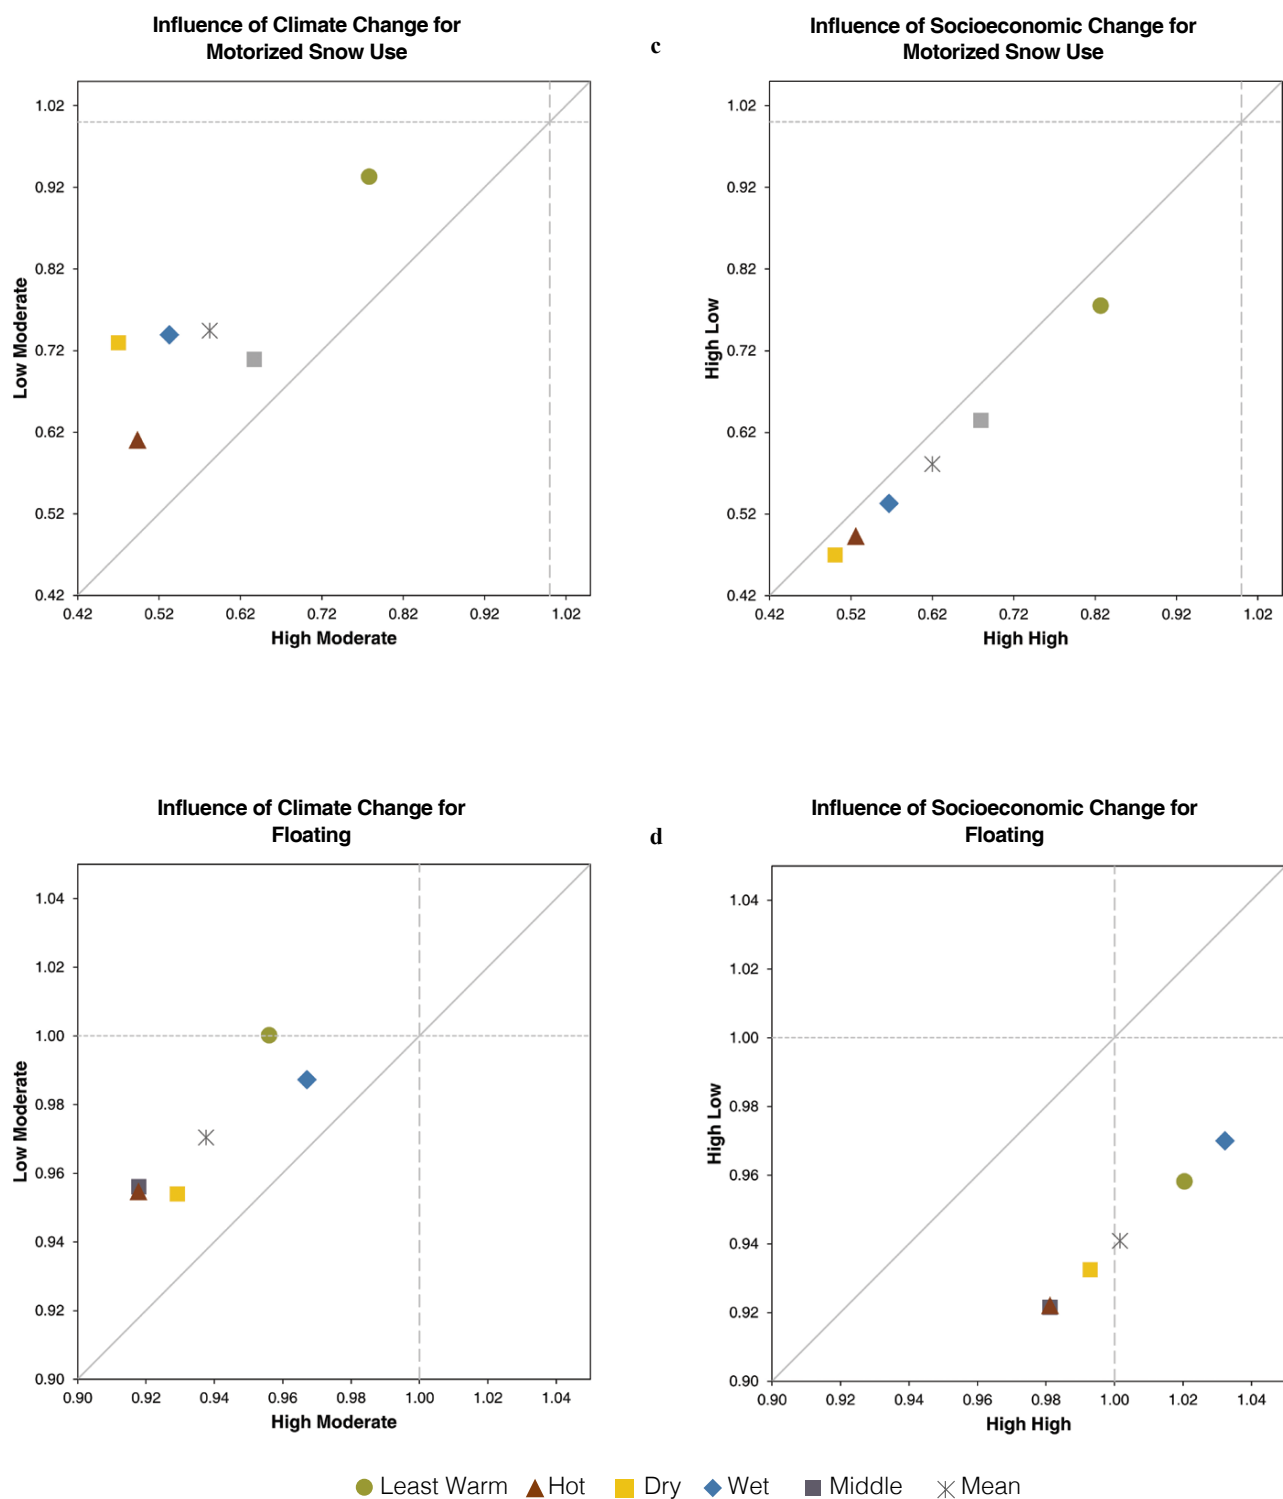 Influence of Climate Change for
Motorized Snow Use
1.02
0.92
0.82
0.72
0.62
0.52
0.42
Low Moderate
0.42 0.52 0.62 0.72 0.82 0.92 1.02
High Moderate
c
Influence of Socioeconomic Change for
Motorized Snow Use
1.02
0.92
0.82
0.72
0.62
0.52
0.42
High Low
0.42 0.52 0.62 0.72 0.82 0.92 1.02
High High
Influence of Climate Change for
Floating
1.04
1.02
1.00
0.98
0.96
0.94
0.92
0.90
Low Moderate
0.90 0.92 0.94 0.96 0.98 1.00 1.02 1.04
High Moderate
d
Influence of Socioeconomic Change for
Floating
1.04
1.02
1.00
0.98
0.96
0.94
0.92
0.90
High Low
0.90 0.92 0.94 0.96 0.98 1.00 1.02 1.04
High High
Least Warm Hot Dry Wet Middle Mean